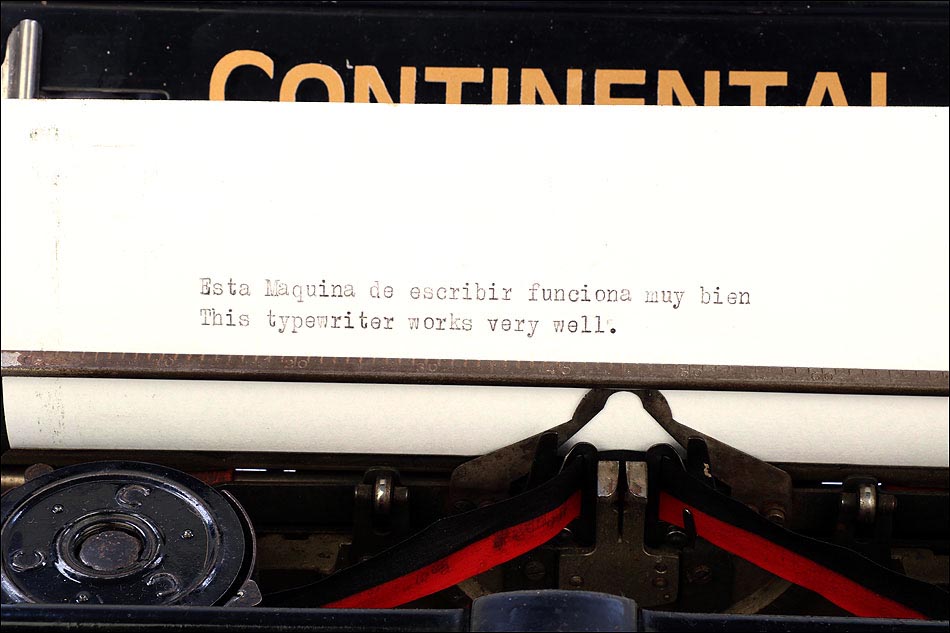 CONTINENTAL
Esta Maquina de escribir funciona muy bien
This typewriter works very well.